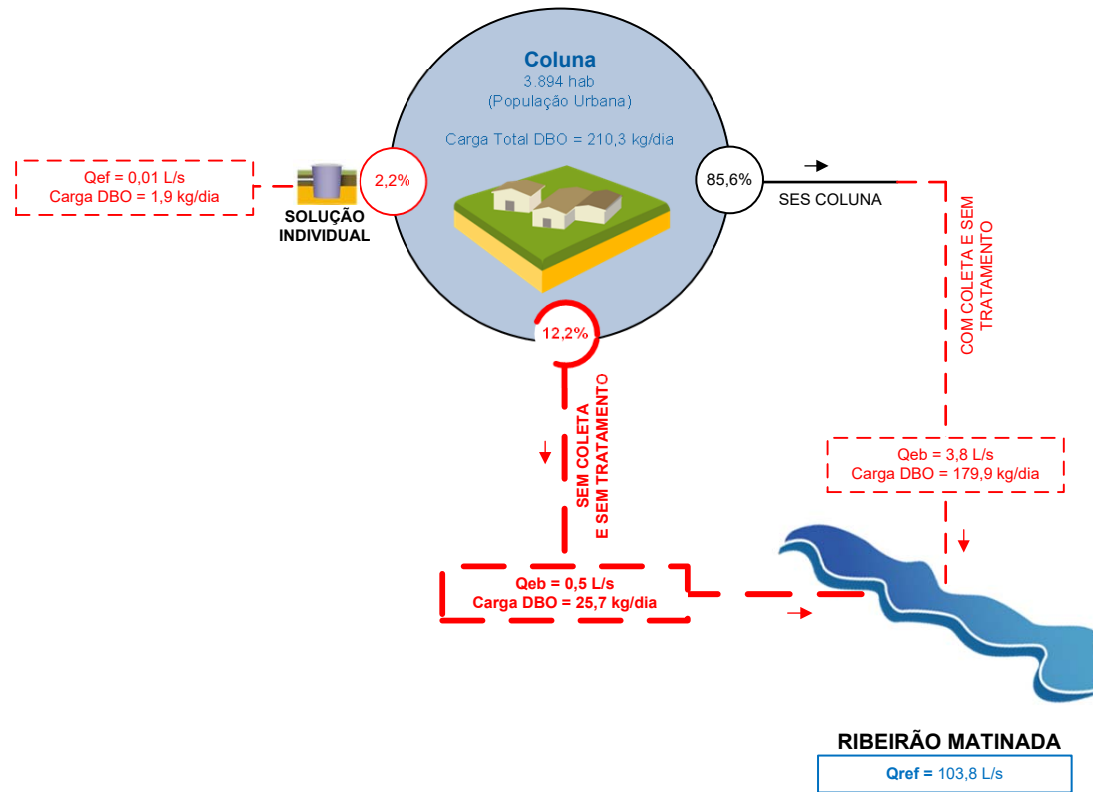 Coluna
3.894 hab
(População Urbana)
Carga Total DBO = 210,3 kg/dia
Qef = 0,01 L/s
Carga DBO = 1,9 kg/dia
SOLUÇÃO
INDIVIDUAL
2,2%
85,6%
SES COLUNA
COM COLETA E SEM
TRATAMENTO
12,2%
SEM COLETA
E SEM TRATAMENTO
Qeb = 3,8 L/s
Carga DBO = 179,9 kg/dia
Qeb = 0,5 L/s
Carga DBO = 25,7 kg/dia
RIBEIRÃO MATINADA
Qref = 103,8 L/s